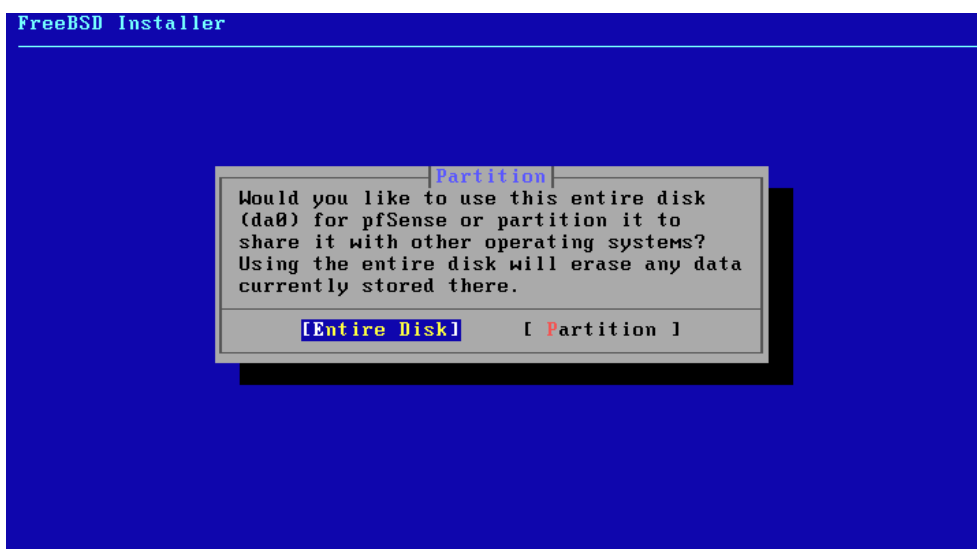 FreeBSD Installer
Partition
Would you like to use this entire disk
(da0) for pfSense or partition it to
share it with other operating systems?
Using the entire disk will erase any data
currently stored there.
[Entire Disk] [ Partition ]